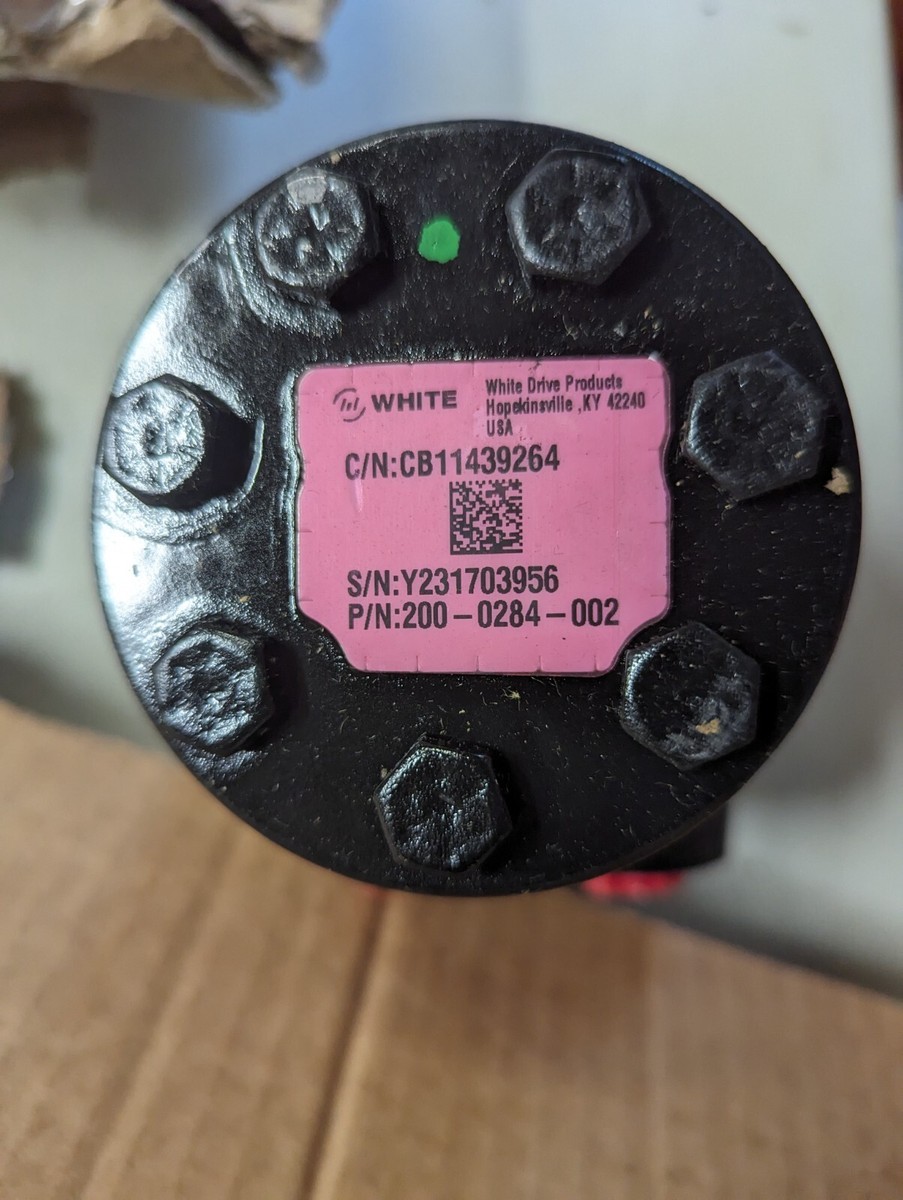 WHITE
White Drive Products
Hopekinsville ,KY 42240
USA
C/N:CB11439264
S/N:Y231703956
P/N:200-0284-002